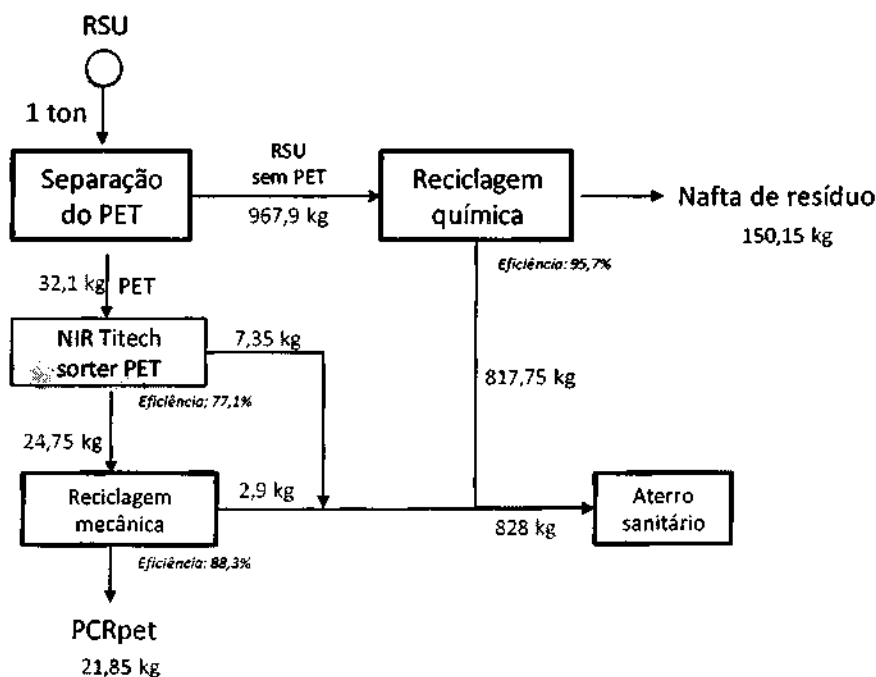 RSU
1 ton
Separação
do PET
RSU
sem PET
967,9 kg
Reciclagem
química
Nafta de resíduo
150,15 kg
Eficiência: 95,7%
32,1 kg PET
NIR Titech
sorter PET
7,35 kg
Eficiência: 77,1%
817,75 kg
24,75 kg
Reciclagem
mecânica
2,9 kg
828 kg
Aterro
sanitário
Eficiência: 88,3%
PCRpet
21,85 kg